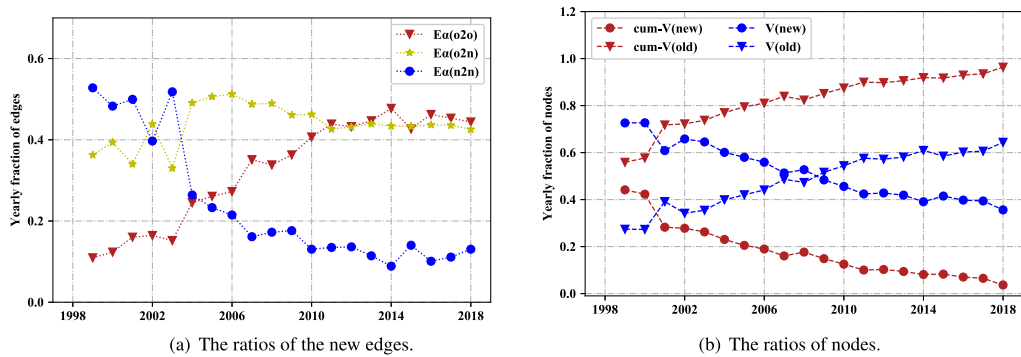 Eα(o2o)
Eα(o2n)
Eα(n2n)
Yearly fraction of edges
0.6
0.4
0.2
0.0
1998 2002 2006 2010 2014 2018
(a) The ratios of the new edges.
cum-V(new) V(new)
cum-V(old) V(old)
Yearly fraction of nodes
1.2
1.0
0.8
0.6
0.4
0.2
0.0
1998 2002 2006 2010 2014 2018
(b) The ratios of nodes.